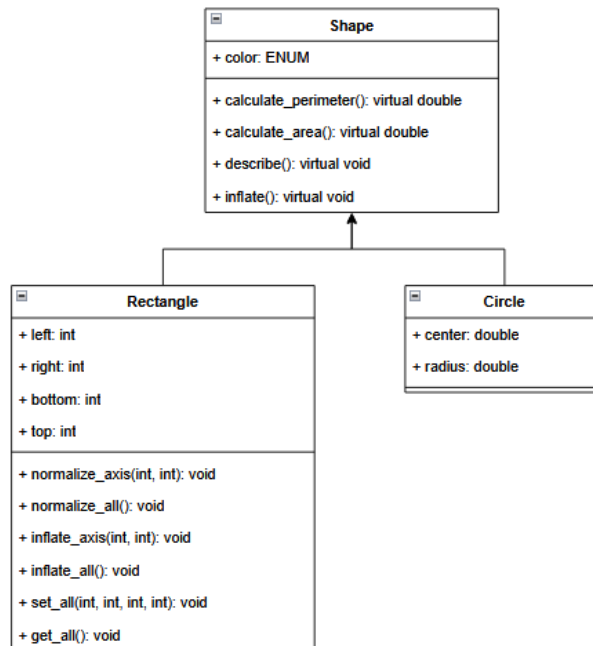 Shape
+ color: ENUM
+ calculate_perimeter(): virtual double
+ calculate_area(): virtual double
+ describe(): virtual void
+ inflate(): virtual void
Rectangle
+ left: int
+ right: int
+ bottom: int
+ top: int
+ normalize_axis(int, int): void
+ normalize_all(): void
+ inflate_axis(int, int): void
+ inflate_all(): void
+ set_all(int, int, int, int): void
+ get_all(): void
Circle
+ center: double
+ radius: double